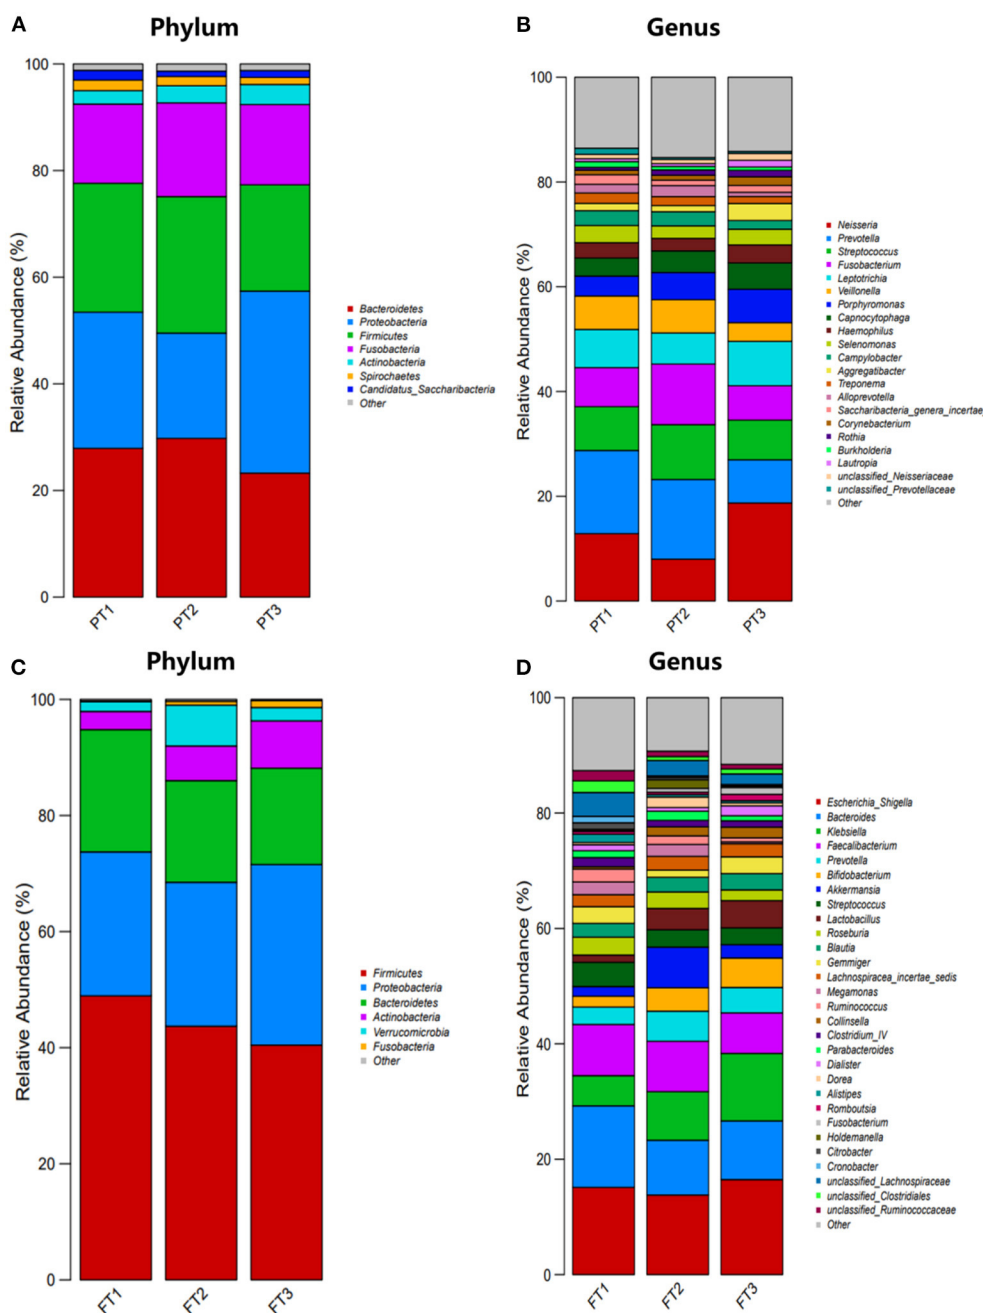 A
Phylum
Relative Abundance (%)
100
80
60
40
20
0
PT1
PT2
PT3
Bacteroidetes
Proteobacteria
Firmicutes
Fusobacteria
Actinobacteria
Spirochaetes
Candidatus_Saccharibacteria
Other
B
Genus
Relative Abundance (%)
100
80
60
40
20
0
PT1
PT2
PT3
Neisseria
Prevotella
Streptococcus
Fusobacterium
Leptotrichia
Veillonella
Porphyromonas
Capnocytophaga
Haemophilus
Selenomonas
Campylobacter
Aggregatibacter
Treponema
Alloprevotella
Saccharibacteria_genera_incertae_
Corynebacterium
Rothia
Burkholderia
Lautropia
unclassified_Neisseriaceae
unclassified_Prevotellaceae
Other
C
Phylum
Relative Abundance (%)
100
80
60
40
20
0
FT1
FT2
FT3
Firmicutes
Proteobacteria
Bacteroidetes
Actinobacteria
Verrucomicrobia
Fusobacteria
Other
D
Genus
Relative Abundance (%)
100
80
60
40
20
0
FT1
FT2
FT3
Escherichia_Shigella
Bacteroides
Klebsiella
Faecalibacterium
Prevotella
Bifidobacterium
Akkermansia
Streptococcus
Lactobacillus
Roseburia
Blautia
Gemmiger
Lachnospiracea_incertae_sedis
Megamonas
Ruminococcus
Collinsella
Clostridium_IV
Parabacteroides
Dialister
Dorea
Alistipes
Romboutsia
Fusobacterium
Holdemanella
Citrobacter
Cronobacter
unclassified_Lachnospiraceae
unclassified_Clostridiales
unclassified_Ruminococcaceae
Other